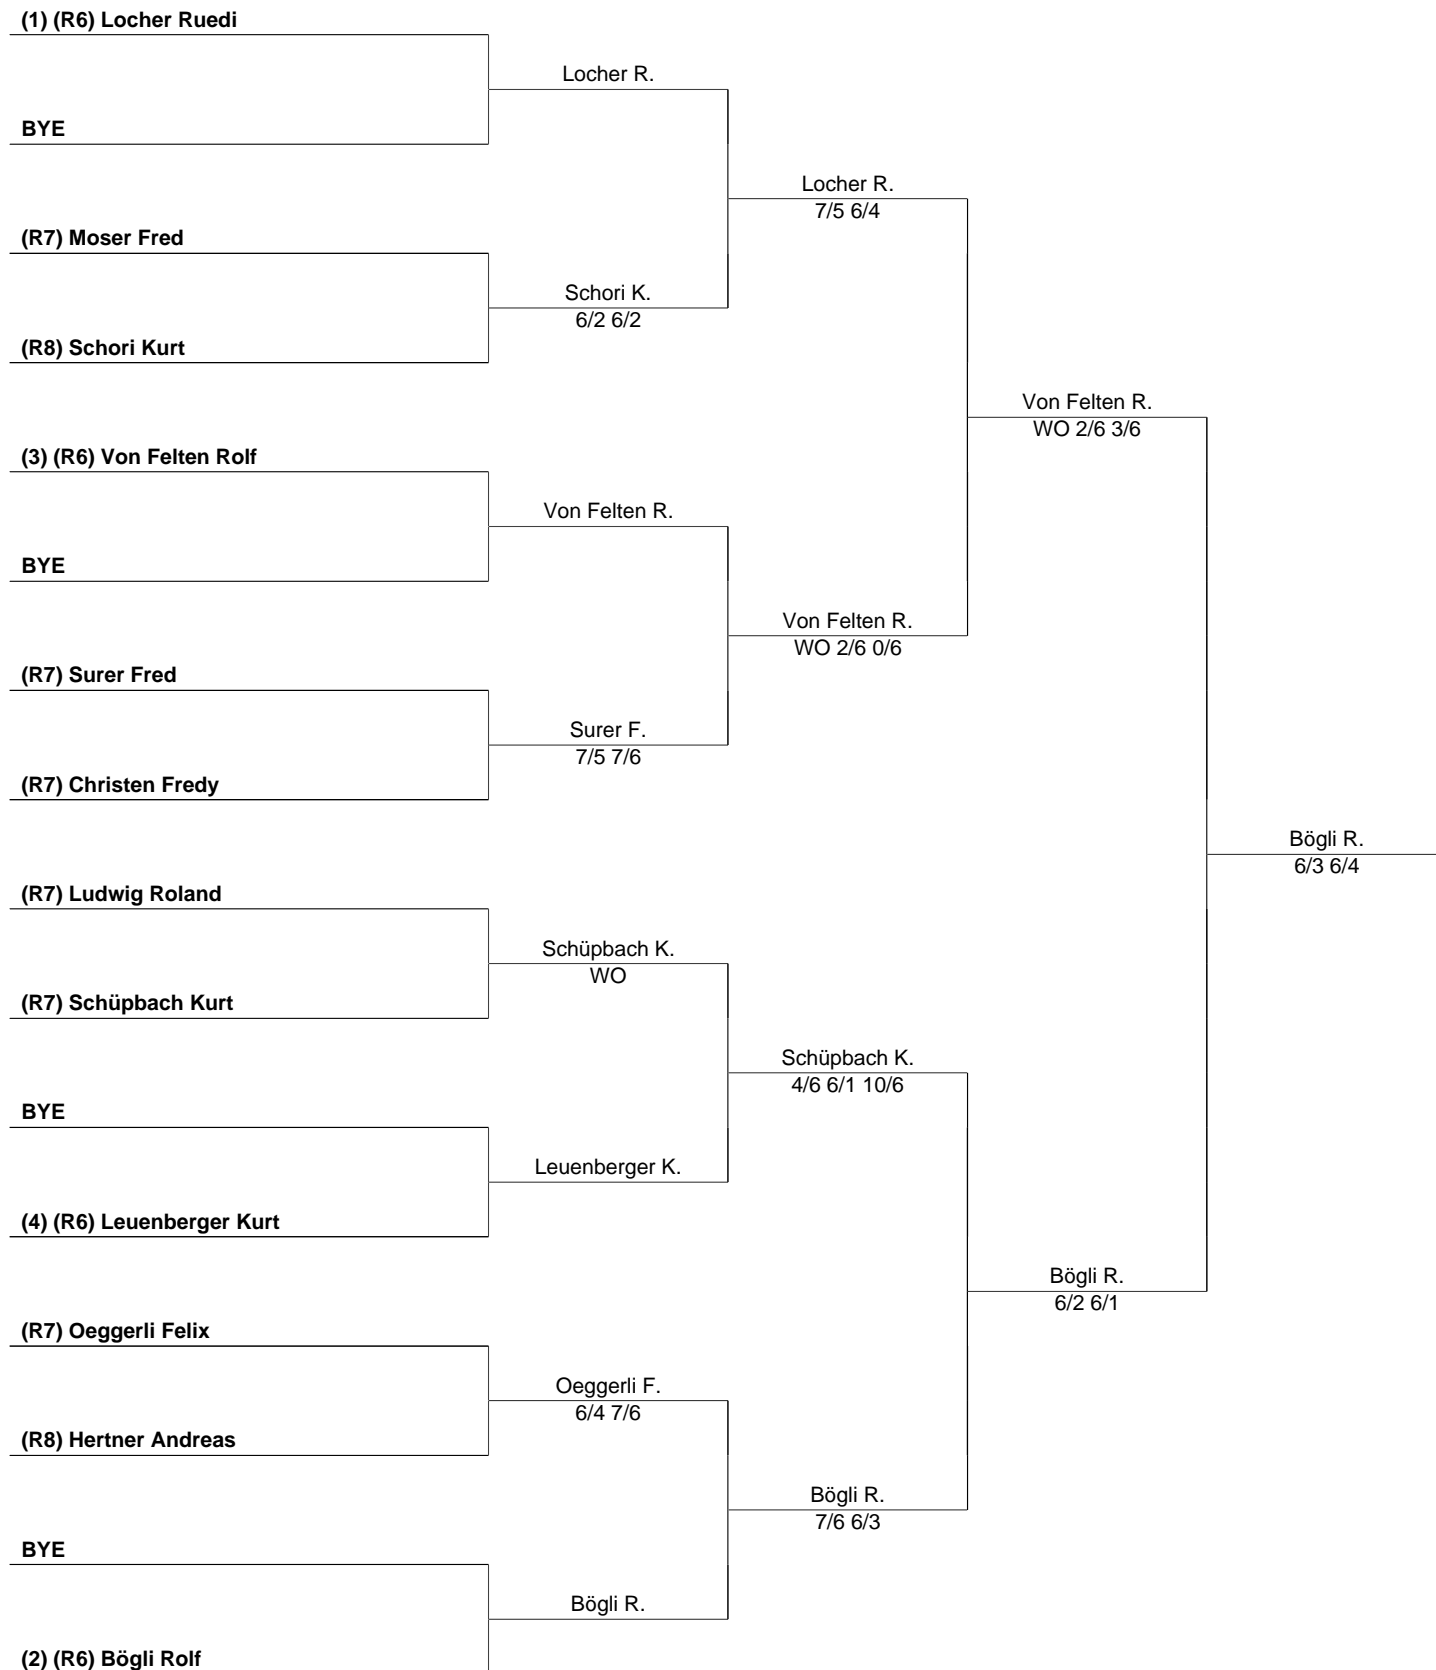 (1) (R6) Locher Ruedi
Locher R.
BYE
Locher R.
7/5 6/4
(R7) Moser Fred
Schori K.
6/2 6/2
(R8) Schori Kurt
Von Felten R.
WO 2/6 3/6
(3) (R6) Von Felten Rolf
Von Felten R.
BYE
Von Felten R.
WO 2/6 0/6
(R7) Surer Fred
Surer F.
7/5 7/6
(R7) Christen Fredy
Bögli R.
6/3 6/4
(R7) Ludwig Roland
Schüpbach K.
WO
(R7) Schüpbach Kurt
Schüpbach K.
4/6 6/1 10/6
BYE
Leuenberger K.
(4) (R6) Leuenberger Kurt
Bögli R.
6/2 6/1
(R7) Oeggerli Felix
Oeggerli F.
6/4 7/6
(R8) Hertner Andreas
Bögli R.
7/6 6/3
BYE
Bögli R.
(2) (R6) Bögli Rolf